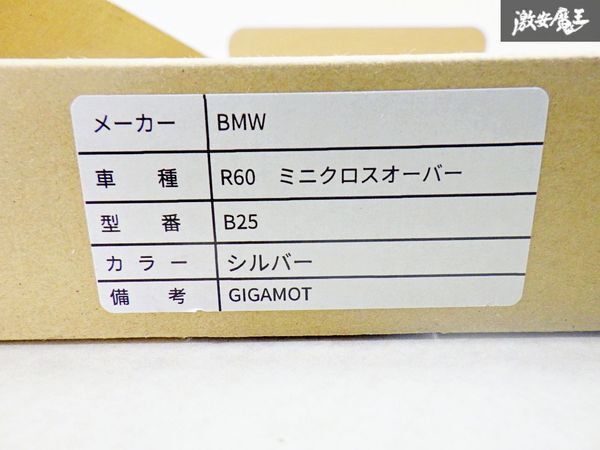 激安魔王
メーカー BMW
車種 R60 ミニクロスオーバー
型番 B25
カラー シルバー
備考 GIGAMOT